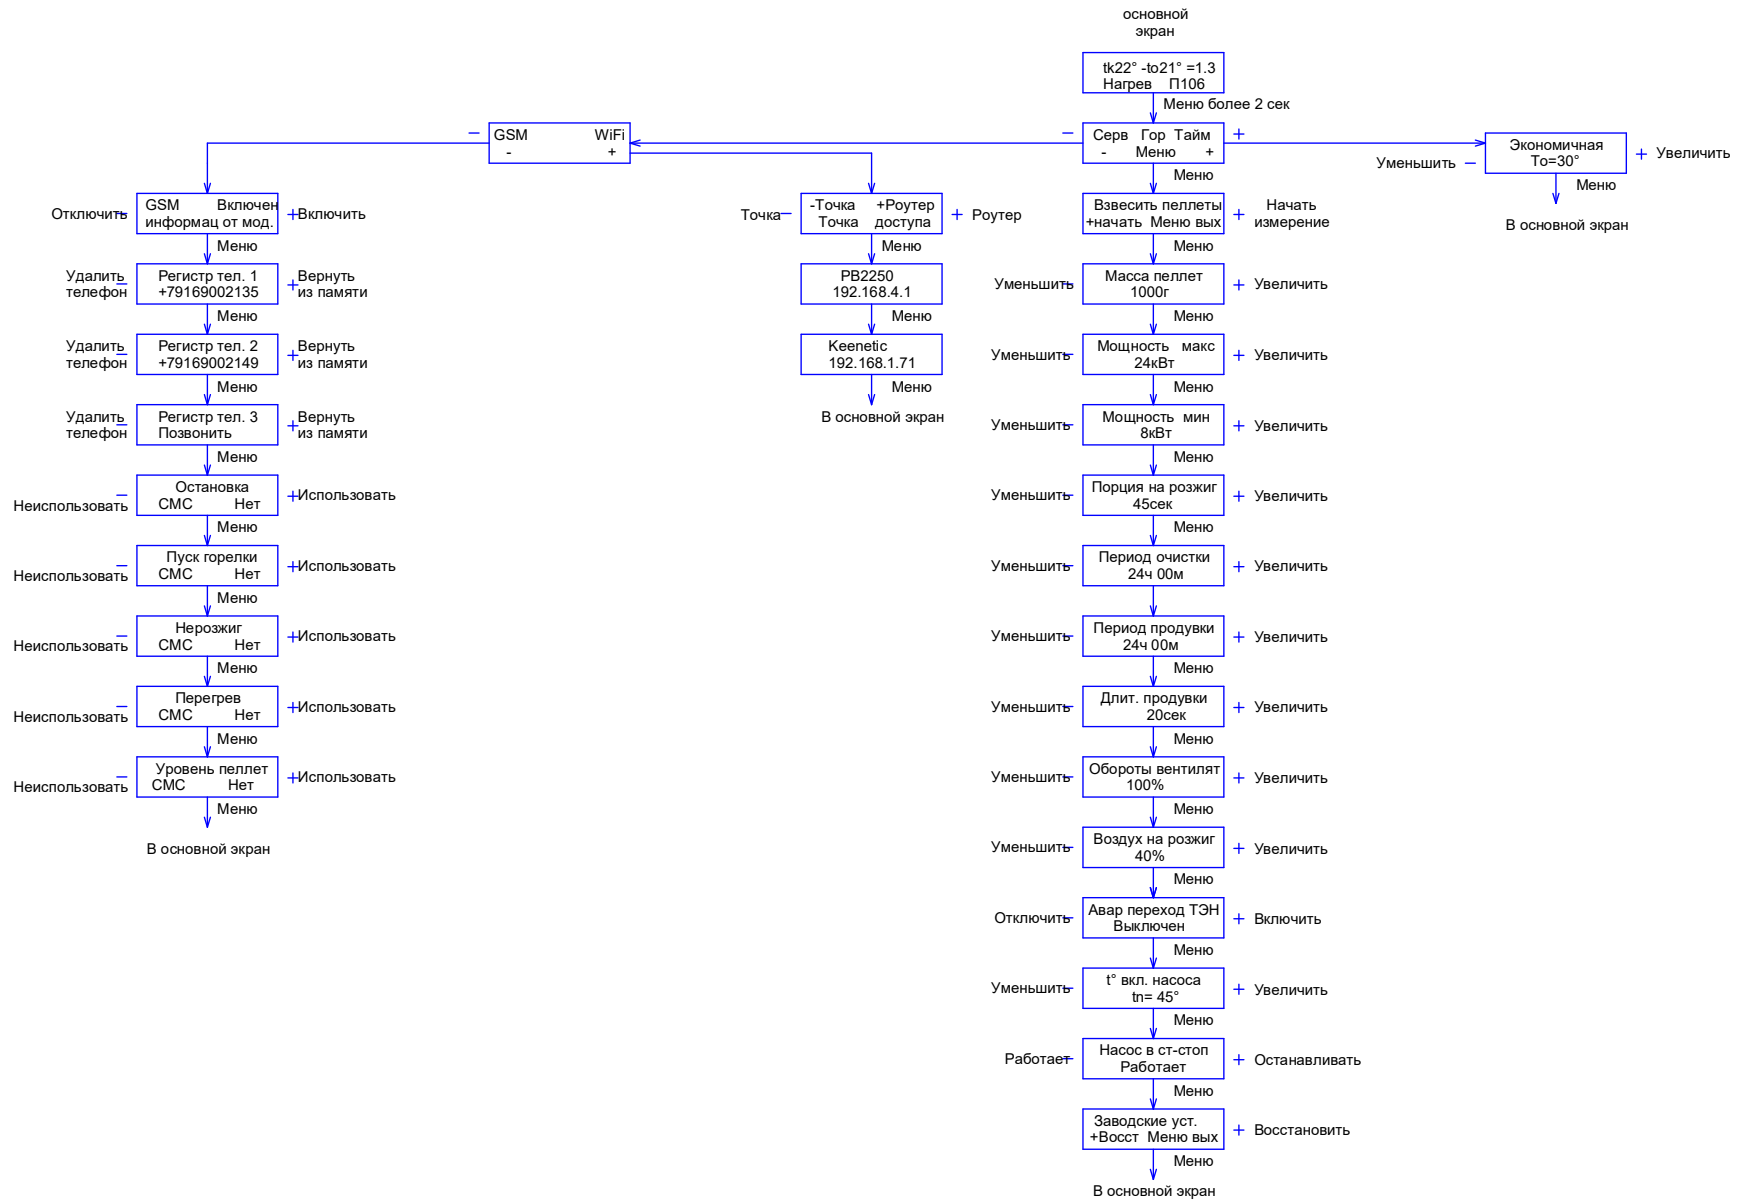 основной
экран
tk22° -to21° =1.3
Нагрев П106
Меню более 2 сек
− GSM WiFi
- +
− Серв Гор Тайм +
- Меню +
Меню
Уменьшить − Экономичная + Увеличить
To=30°
Меню
В основной экран
Отключить − GSM Включен + Включить
информац от мод.
Меню
Удалить
телефон
− Регистр тел. 1 +
+79169002135
Вернуть
из памяти
Меню
Удалить
телефон
− Регистр тел. 2 +
+79169002149
Вернуть
из памяти
Меню
Удалить
телефон
− Регистр тел. 3 +
Позвонить
Вернуть
из памяти
Меню
Неиспользовать − Остановка + Использовать
СМС Нет
Меню
Неиспользовать − Пуск горелки + Использовать
СМС Нет
Меню
Неиспользовать − Нерозжиг + Использовать
СМС Нет
Меню
Неиспользовать − Перегрев + Использовать
СМС Нет
Меню
Неиспользовать − Уровень пеллет + Использовать
СМС Нет
Меню
В основной экран
Точка − -Точка +Роутер + Роутер
Точка доступа
Меню
PB2250
192.168.4.1
Меню
Keenetic
192.168.1.71
Меню
В основной экран
Взвесить пеллеты +
+начать Меню вых
Начать
измерение
Меню
Уменьшить − Масса пеллет + Увеличить
1000г
Меню
Уменьшить − Мощность макс + Увеличить
24кВт
Меню
Уменьшить − Мощность мин + Увеличить
8кВт
Меню
Уменьшить − Порция на розжиг + Увеличить
45сек
Меню
Уменьшить − Период очистки + Увеличить
24ч 00м
Уменьшить − Период продувки + Увеличить
24ч 00м
Меню
Уменьшить − Длит. продувки + Увеличить
20сек
Меню
Уменьшить − Обороты вентилят + Увеличить
100%
Меню
Уменьшить − Воздух на розжиг + Увеличить
40%
Меню
Отключить − Авар переход ТЭН + Включить
Выключен
Меню
Уменьшить − t° вкл. насоса + Увеличить
tn= 45°
Меню
Работает − Насос в ст-стоп + Останавливать
Работает
Меню
Заводские уст. + Восстановить
+Восст Меню вых
Меню
В основной экран